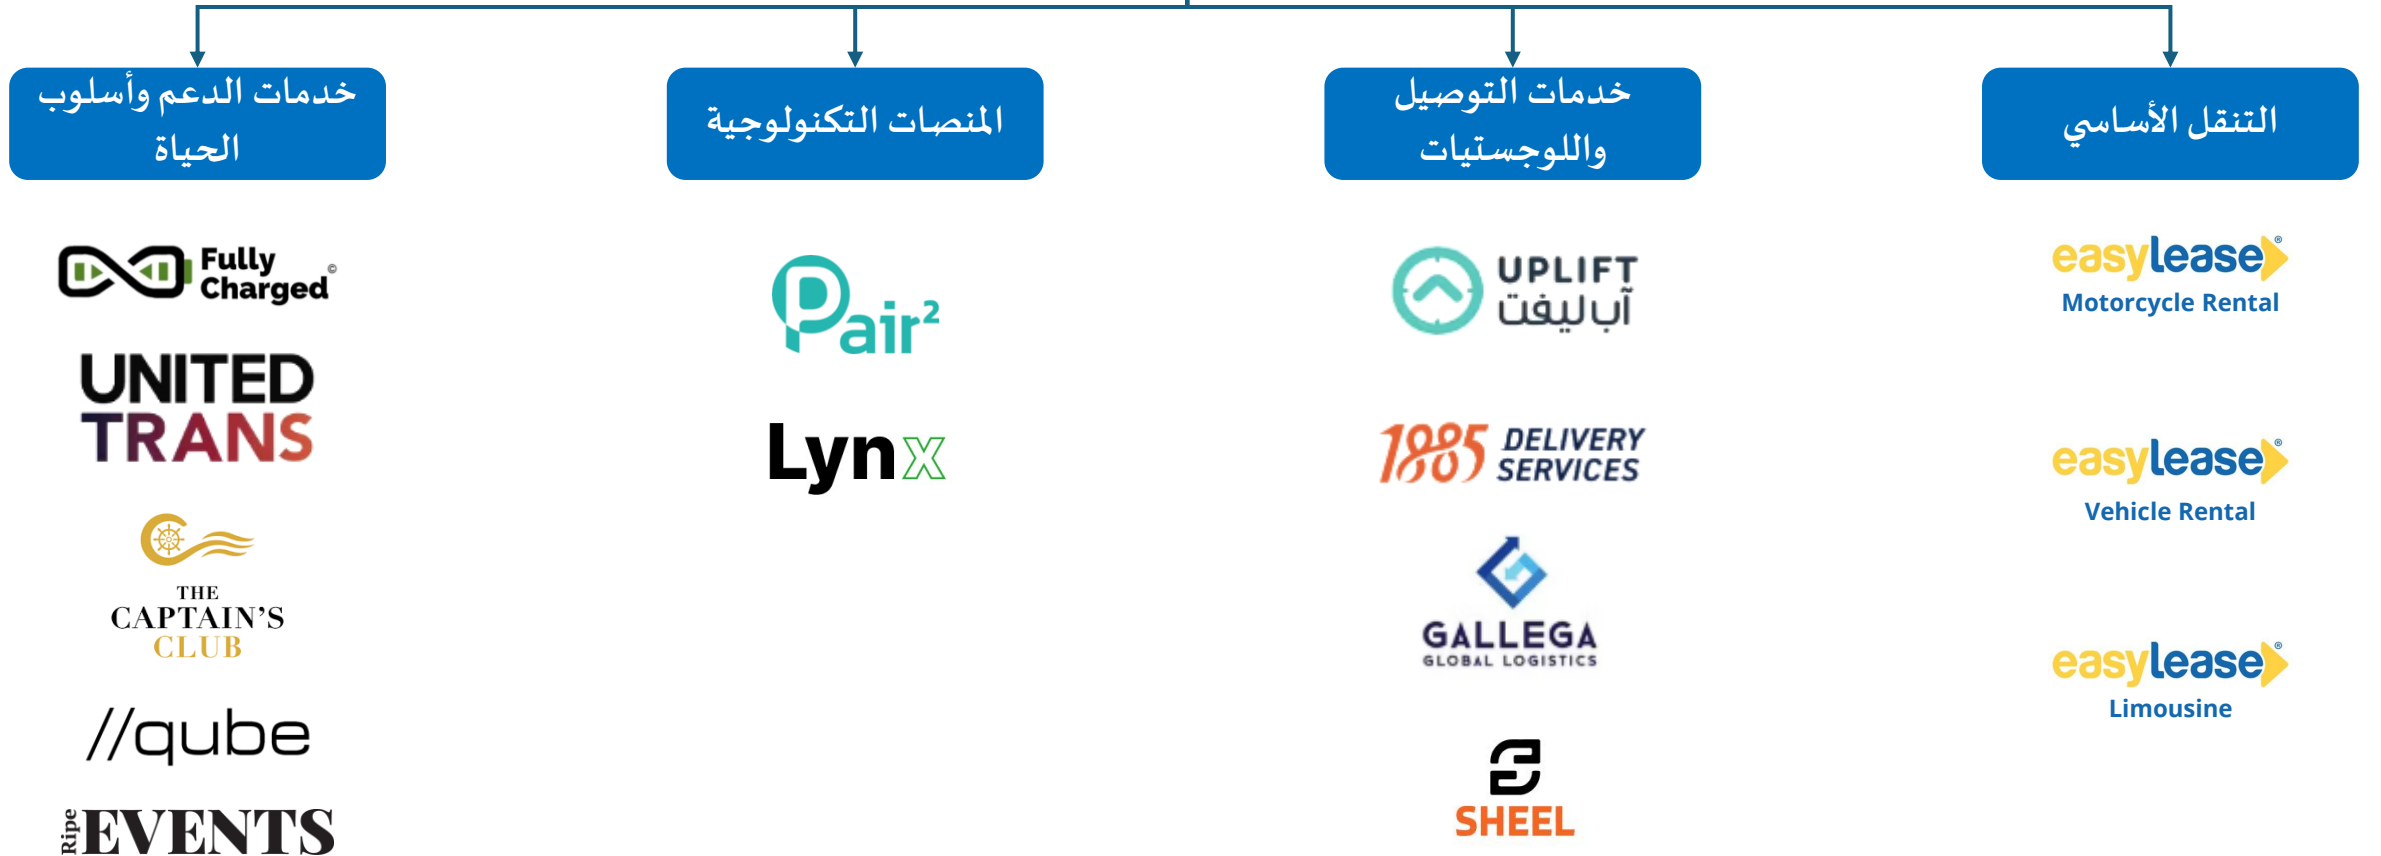 التنقل الأساسي
easylease®
Motorcycle Rental
easylease®
Vehicle Rental
easylease®
Limousine
خدمات التوصيل
واللوجستيات
UPLIFT
آب ليفت
1885 DELIVERY
SERVICES
GALLEGA
GLOBAL LOGISTICS
SHEEL
المنصات التكنولوجية
Pair²
Lynx
خدمات الدعم وأسلوب
الحياة
Fully
Charged©
UNITED
TRANS
THE
CAPTAIN'S
CLUB
//qube
Ripe EVENTS